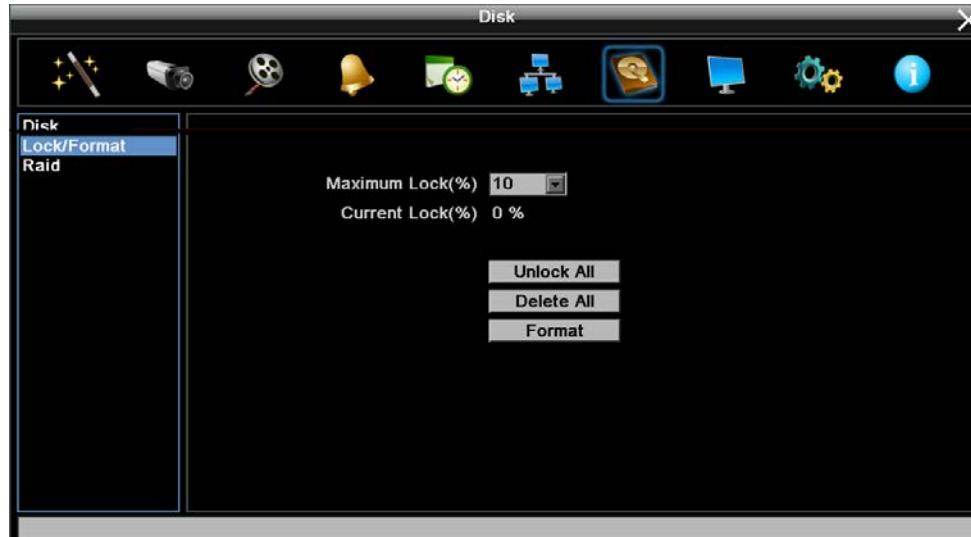 Disk
Disk
Lock/Format
Raid
Maximum Lock(%) 10
Current Lock(%) 0 %
Unlock All
Delete All
Format